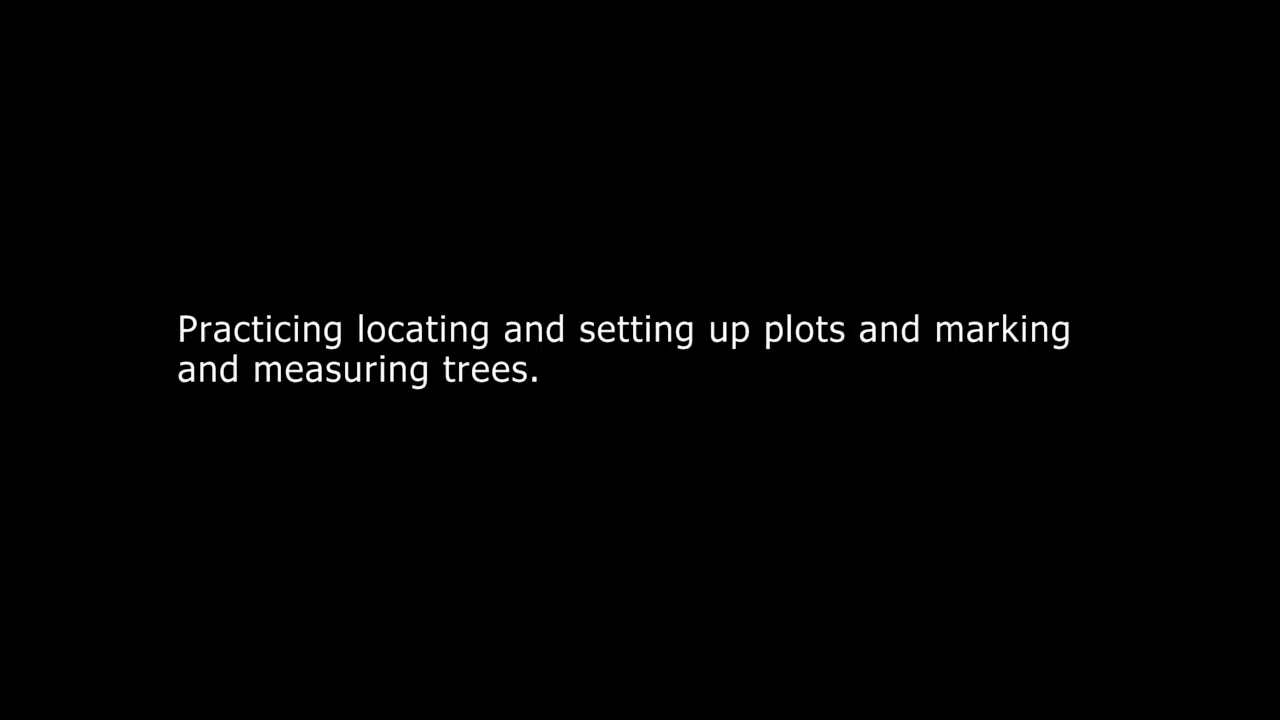 Practicing locating and setting up plots and marking
and measuring trees.